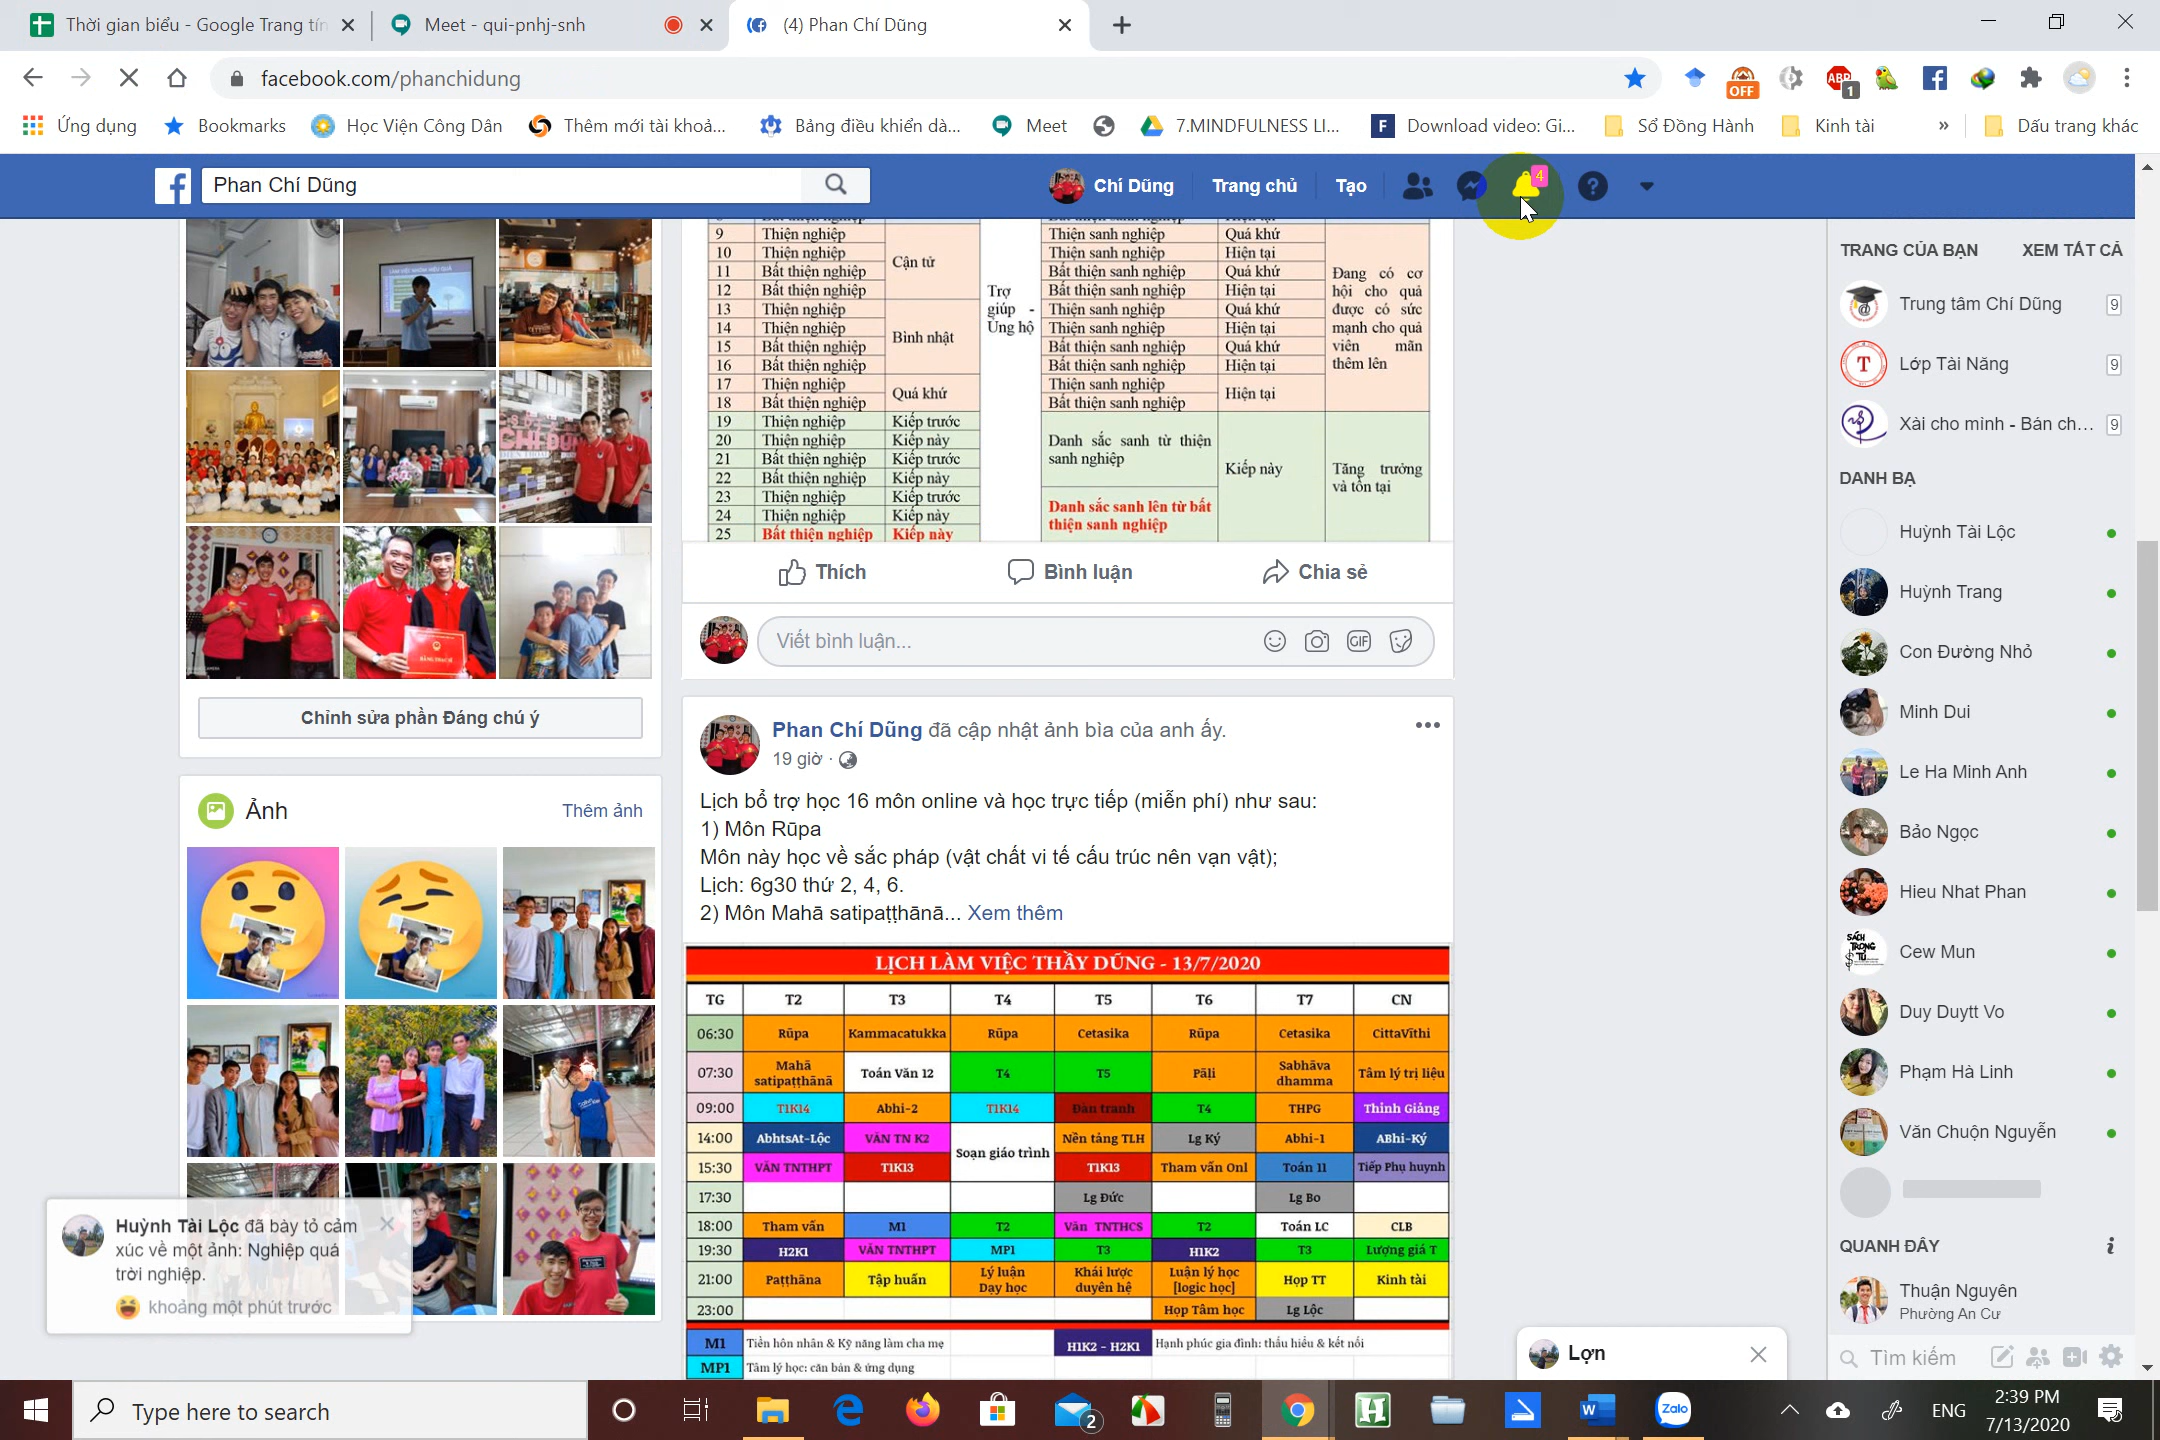 Thời gian biểu - Google Trang tín
Meet - qui-pnhj-snh
(4) Phan Chí Dũng
facebook.com/phanchidung
OFF
ABP
1
Ứng dụng
Bookmarks
Học Viện Công Dân
Thêm mới tài khoả...
Bảng điều khiển dà...
Meet
7.MINDFULNESS LI...
Download video: Gi...
Sổ Đồng Hành
Kinh tài
»
Dấu trang khác
Phan Chí Dũng
Chí Dũng
Trang chủ
Tạo
4
9 Thiện nghiệp Thiện sanh nghiệp Quá khứ
10 Thiện nghiệp Thiện sanh nghiệp Hiện tại
11 Bất thiện nghiệp Cận tử Bất thiện sanh nghiệp Quá khứ Đang có cơ
12 Bất thiện nghiệp Trợ Bất thiện sanh nghiệp Hiện tại hội cho quả
13 Thiện nghiệp giúp - Thiện sanh nghiệp Quá khứ được có sức
14 Thiện nghiệp Bình nhật Ủng hộ Thiện sanh nghiệp Hiện tại mạnh cho quả
15 Bất thiện nghiệp Bất thiện sanh nghiệp Quá khứ viên mãn
16 Bất thiện nghiệp Bất thiện sanh nghiệp Hiện tại thêm lên
17 Thiện nghiệp Quá khứ Thiện sanh nghiệp Hiện tại
18 Bất thiện nghiệp Bất thiện sanh nghiệp
19 Thiện nghiệp Kiếp trước
20 Thiện nghiệp Kiếp này Danh sắc sanh từ thiện
21 Bất thiện nghiệp Kiếp trước sanh nghiệp Kiếp này Tăng trưởng
22 Bất thiện nghiệp Kiếp này và tồn tại
23 Thiện nghiệp Kiếp trước Danh sắc sanh lên từ bất
24 Thiện nghiệp Kiếp này thiện sanh nghiệp
25 Bất thiện nghiệp Kiếp này
Thích
Bình luận
Chia sẻ
Viết bình luận...
GIF
Chỉnh sửa phần Đáng chú ý
Ảnh
Thêm ảnh
Phan Chí Dũng đã cập nhật ảnh bìa của anh ấy.
19 giờ ·
Lịch bổ trợ học 16 môn online và học trực tiếp (miễn phí) như sau:
1) Môn Rūpa
Môn này học về sắc pháp (vật chất vi tế cấu trúc nên vạn vật);
Lịch: 6g30 thứ 2, 4, 6.
2) Môn Mahā satipaṭṭhānā... Xem thêm
LỊCH LÀM VIỆC THẦY DŨNG - 13/7/2020
TG T2 T3 T4 T5 T6 T7 CN
06:30 Rūpa Kammacatukka Rūpa Cetasika Rūpa Cetasika CittaVīthi
07:30 Mahā satipaṭṭhānā Toán Văn 12 T4 T5 Pāḷi Sabhāva dhamma Tâm lý trị liệu
09:00 T1K14 Abhi-2 T1K14 Đàn tranh T4 THPG Thỉnh Giảng
14:00 AbhtsAt-Lộc VĂN TN K2 Soạn giáo trình Nền tảng TLH Lg Ký Abhi-1 ABhi-Ký
15:30 VĂN TNTHPT T1K13 T1K13 Tham vấn Onl Toán 11 Tiếp Phụ huynh
17:30 Lg Đức Lg Bo
18:00 Tham vấn M1 T2 Văn TNTHCS T2 Toán LC CLB
19:30 H2K1 VĂN TNTHPT MP1 T3 H1K2 T3 Lượng giá T
21:00 Paṭṭhāna Tập huấn Lý luận Dạy học Khái lược duyên hệ Luận lý học [logic học] Họp TT Kinh tài
23:00 Họp Tâm học Lg Lộc
M1 Tiền hôn nhân & Kỹ năng làm cha mẹ H1K2 – H2K1 Hạnh phúc gia đình: thấu hiểu & kết nối
MP1 Tâm lý học: căn bản & ứng dụng
Huỳnh Tài Lộc đã bày tỏ cảm
xúc về một ảnh: Nghiệp quá
trời nghiệp.
khoảng một phút trước
TRANG CỦA BẠN
XEM TẤT CẢ
Trung tâm Chí Dũng 9
Lớp Tài Năng 9
Xài cho mình - Bán ch... 9
DANH BẠ
Huỳnh Tài Lộc
Huỳnh Trang
Con Đường Nhỏ
Minh Dui
Le Ha Minh Anh
Bảo Ngọc
Hieu Nhat Phan
Cew Mun
Duy Duytt Vo
Phạm Hà Linh
Văn Chuộn Nguyễn
QUANH ĐÂY
Thuận Nguyên
Phường An Cư
Lợn
Tìm kiếm
Type here to search
2
Zalo
ENG
2:39 PM
7/13/2020